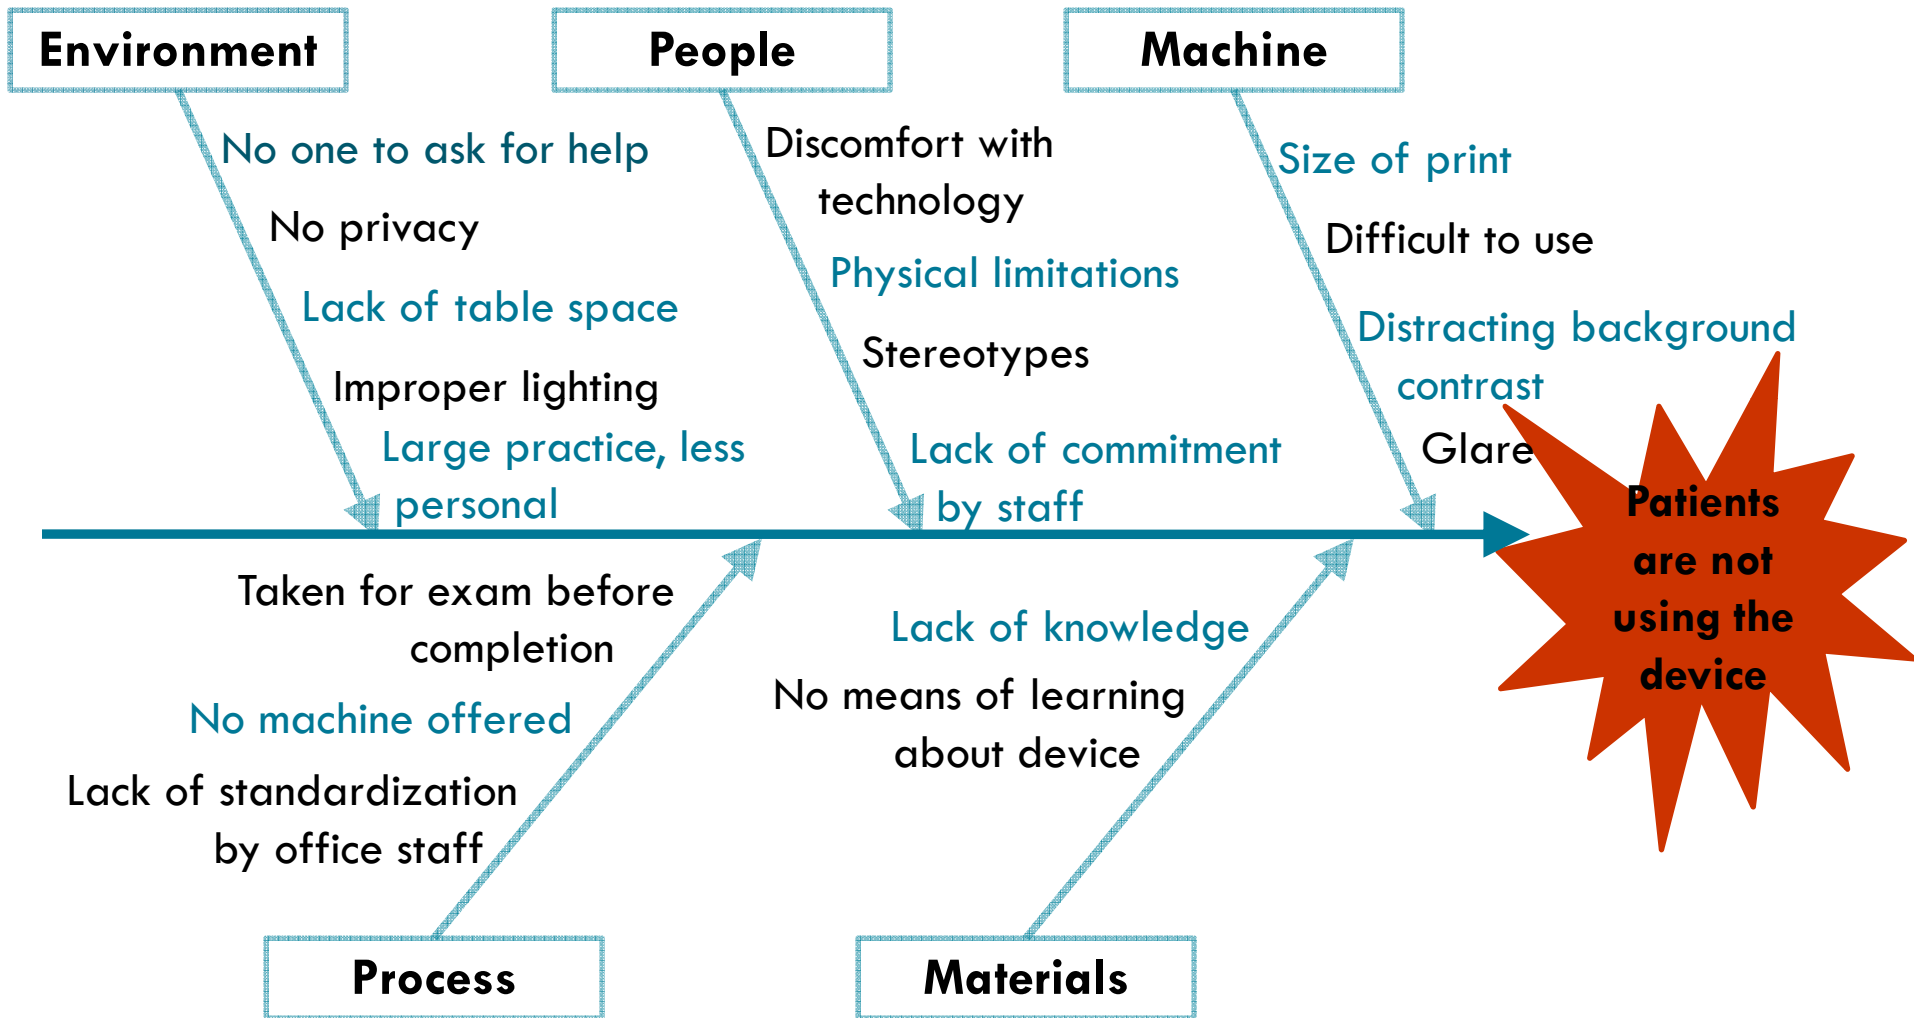 Environment
People
Machine
No one to ask for help
No privacy
Lack of table space
Improper lighting
Large practice, less
personal
Discomfort with
technology
Physical limitations
Stereotypes
Lack of commitment
by staff
Size of print
Difficult to use
Distracting background
contrast
Glare
Patients
are not
using the
device
Taken for exam before
completion
No machine offered
Lack of standardization
by office staff
Lack of knowledge
No means of learning
about device
Process
Materials